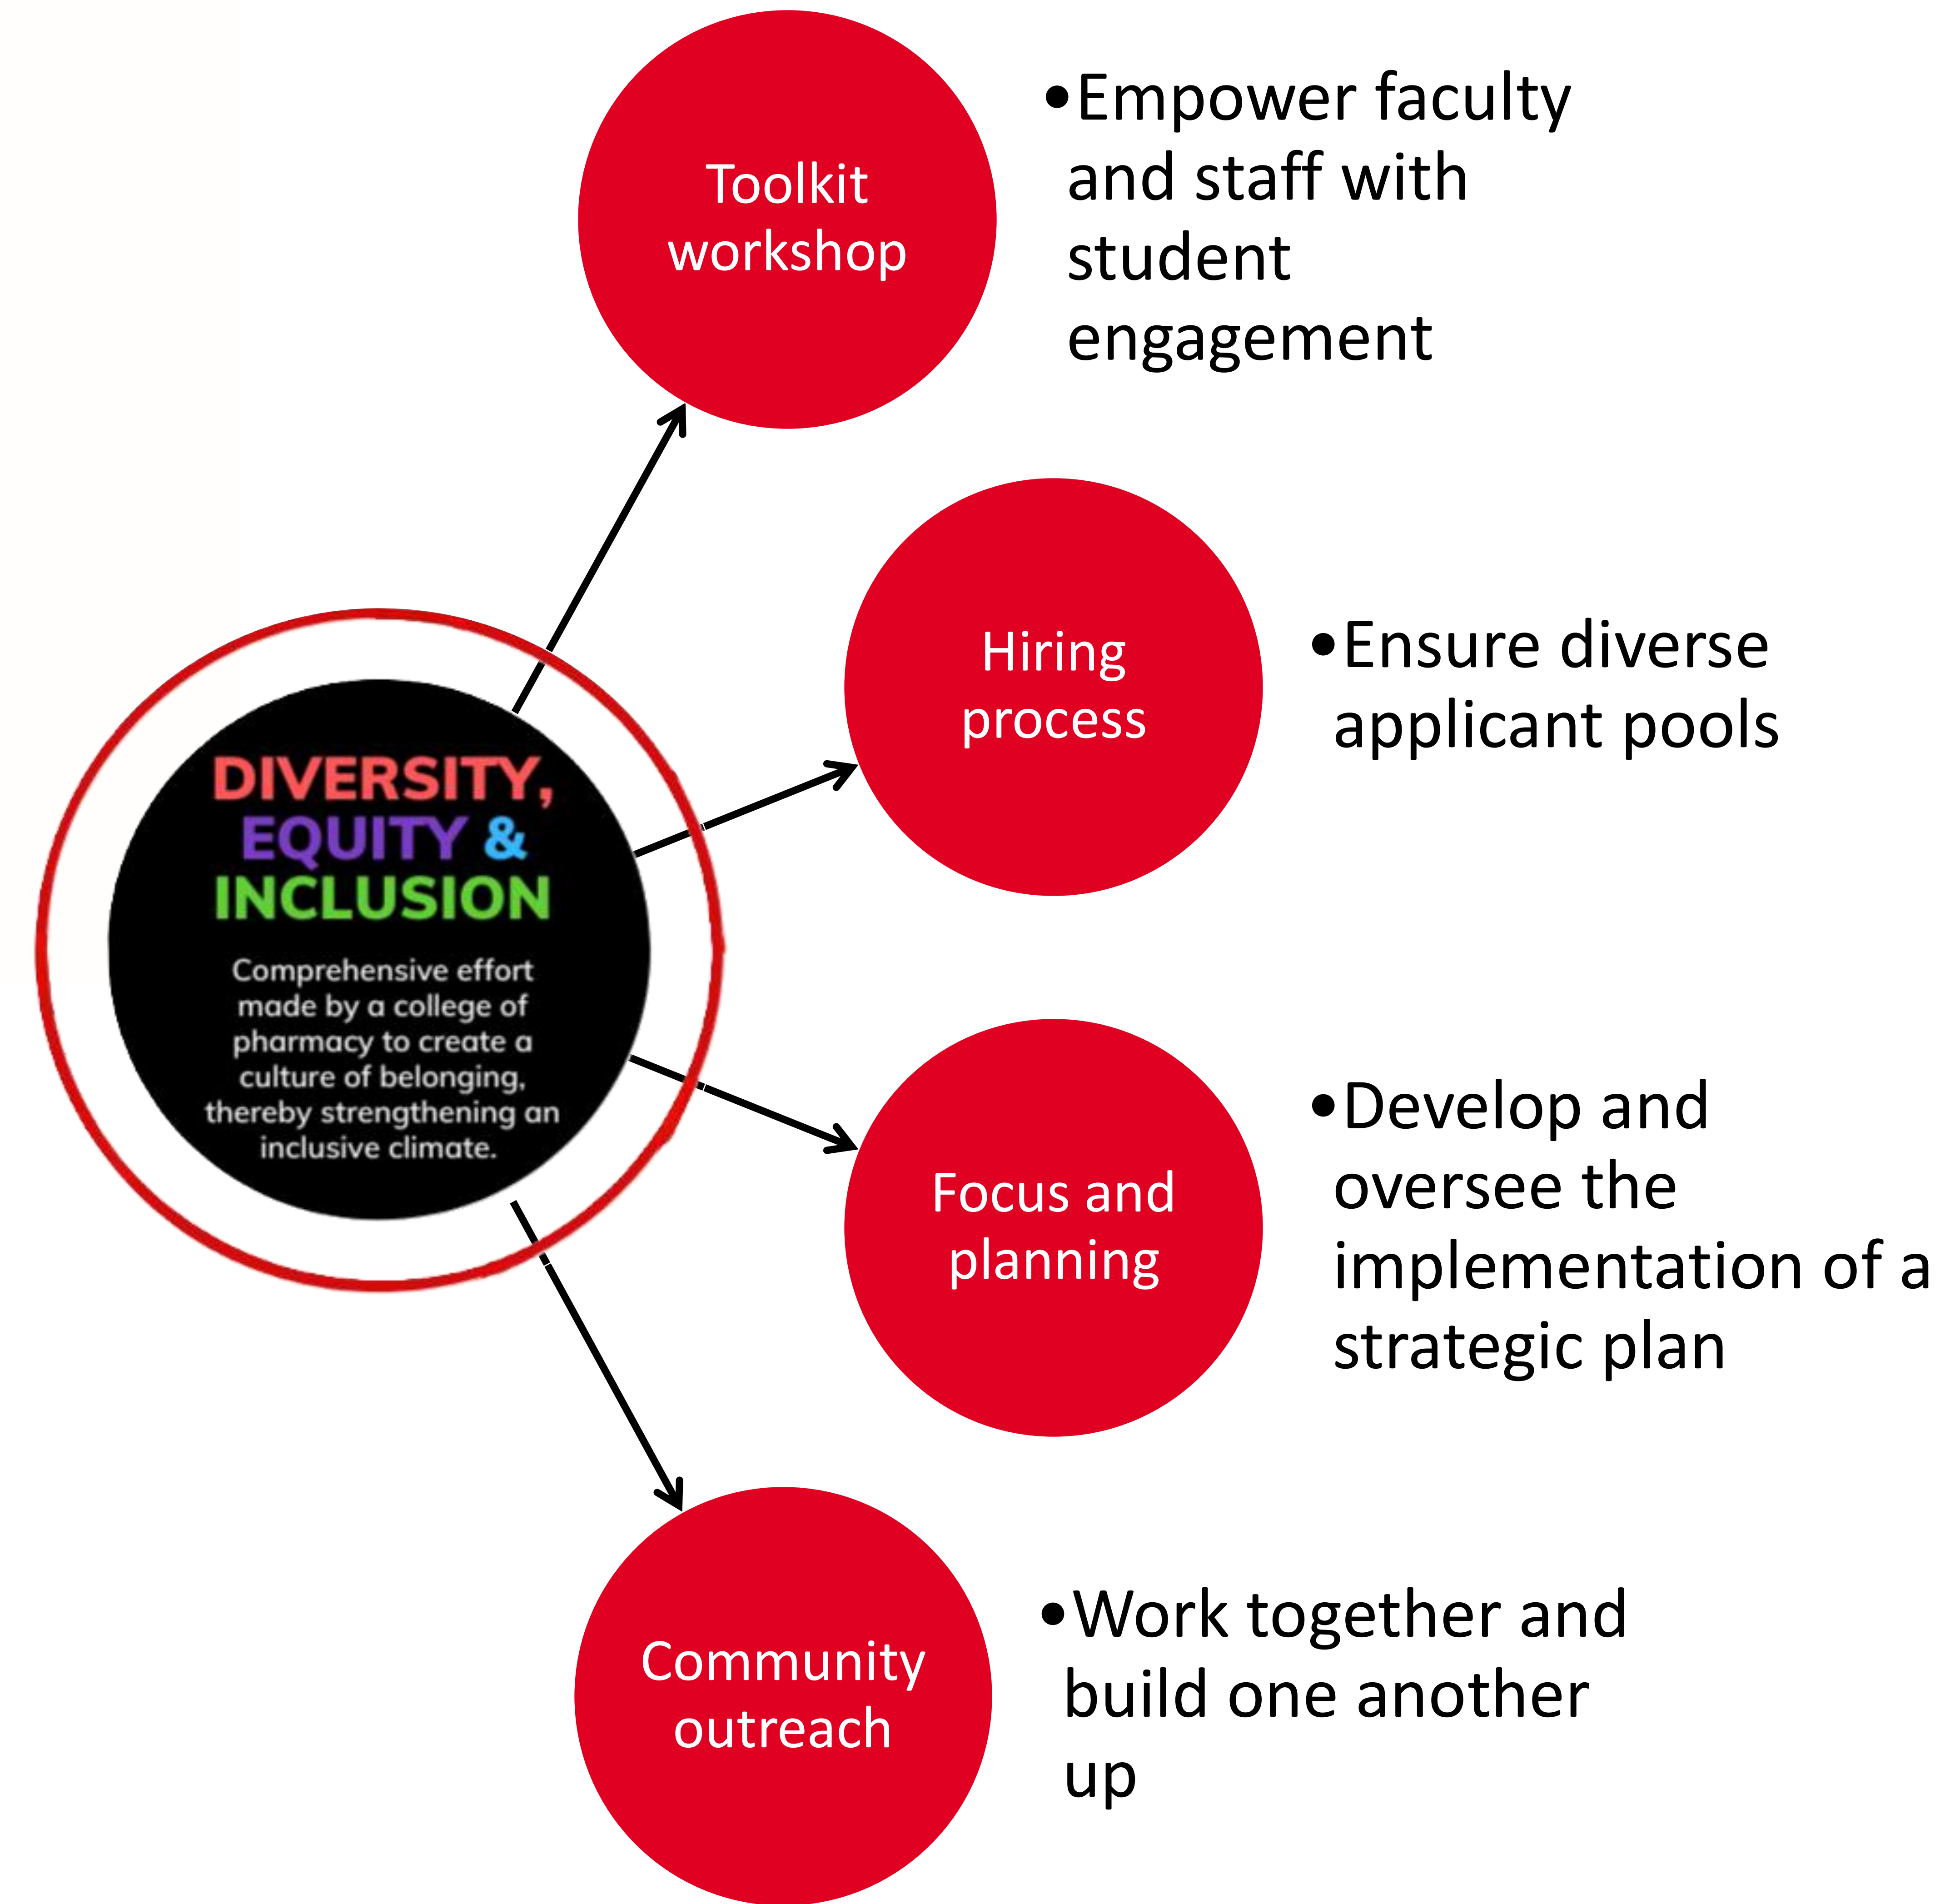 Toolkit
workshop
•Empower faculty
and staff with
student
engagement
Hiring
process
•Ensure diverse
applicant pools
DIVERSITY,
EQUITY &
INCLUSION
Comprehensive effort
made by a college of
pharmacy to create a
culture of belonging,
thereby strengthening an
inclusive climate.
Focus and
planning
•Develop and
oversee the
implementation of a
strategic plan
Community
outreach
•Work together and
build one another
up